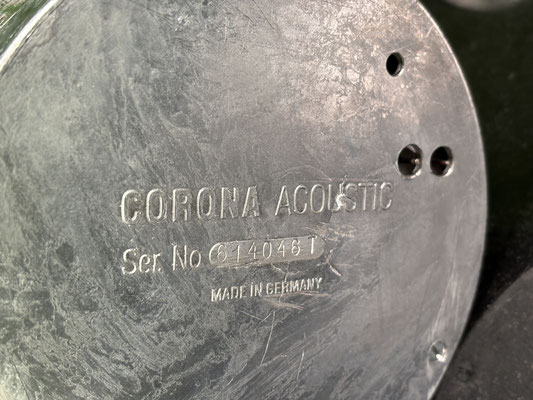 CORONA ACOUSTIC
Ser. No 614046 T
MADE IN GERMANY